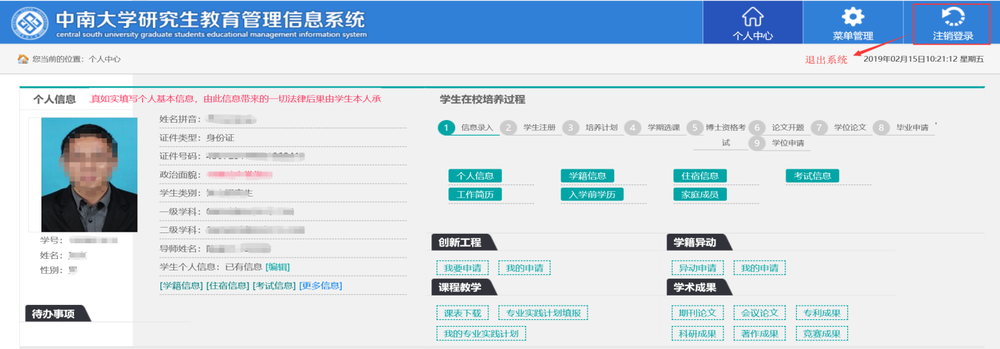 中南大学研究生教育管理信息系统
central south university graduate students educational management information system
个人中心
菜单管理
注销登录
您当前的位置：个人中心
退出系统
2019年02月15日10:21:12 星期五
个人信息
真如实填写个人基本信息，由此信息带来的一切法律后果由学生本人承
姓名拼音：
证件类型：身份证
证件号码：
政治面貌：
学生类别：
一级学科：
二级学科：
导师姓名：
学生个人信息：已有信息 [编辑]
[学籍信息] [住宿信息] [考试信息] [更多信息]
学号：
姓名：
性别：
待办事项
学生在校培养过程
1 信息录入 2 学生注册 3 培养计划 4 学期选课 5 博士资格考试 6 论文开题 7 学位论文 8 毕业申请
9 学位申请
个人信息 学籍信息 住宿信息 考试信息
工作简历 入学前学历 家庭成员
创新工程
我要申请 我的申请
学籍异动
异动申请 我的申请
课程教学
课表下载 专业实践计划填报
我的专业实践计划
学术成果
期刊论文 会议论文 专利成果
科研成果 著作成果 竞赛成果